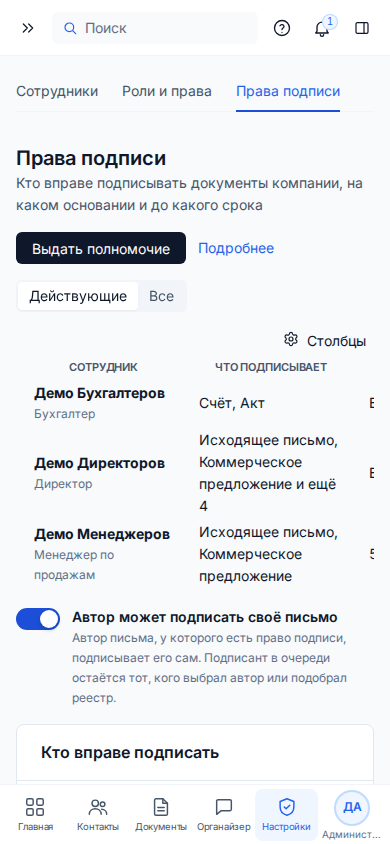 Поиск
1
Сотрудники Роли и права Права подписи
Права подписи
Кто вправе подписывать документы компании, на
каком основании и до какого срока
Выдать полномочие Подробнее
Действующие Все
Столбцы
СОТРУДНИК ЧТО ПОДПИСЫВАЕТ
Демо Бухгалтеров
Бухгалтер
Счёт, Акт
Демо Директоров
Директор
Исходящее письмо,
Коммерческое
предложение и ещё
4
Демо Менеджеров
Менеджер по
продажам
Исходящее письмо,
Коммерческое
предложение
Автор может подписать своё письмо
Автор письма, у которого есть право подписи,
подписывает его сам. Подписант в очереди
остаётся тот, кого выбрал автор или подобрал
реестр.
Кто вправе подписать
Главная Контакты Документы Органайзер Настройки ДА
Админист...